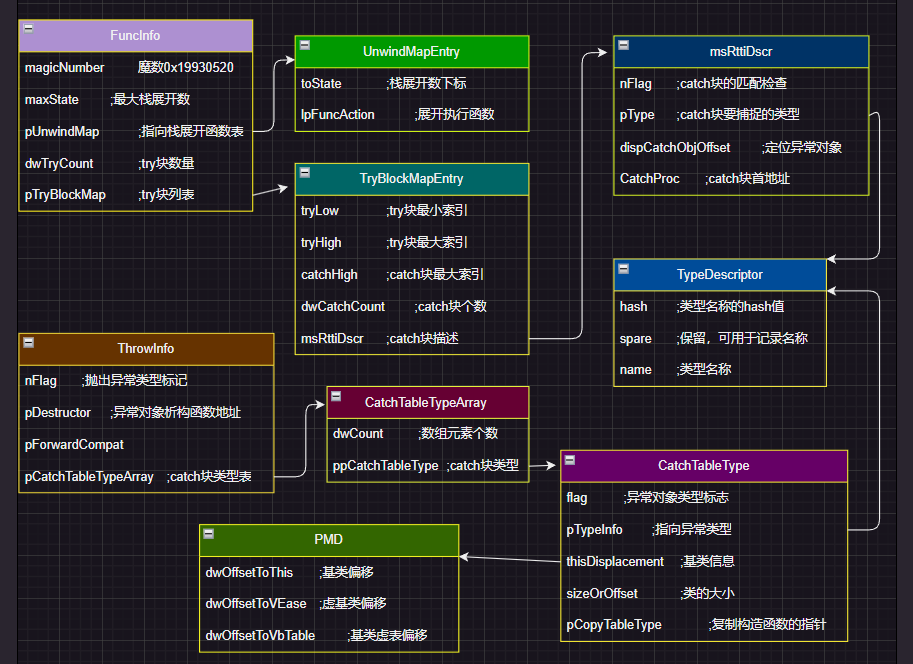 FuncInfo
magicNumber 魔数0x19930520
maxState ;最大栈展开数
pUnwindMap ;指向栈展开函数表
dwTryCount ;try块数量
pTryBlockMap ;try块列表
UnwindMapEntry
toState ;栈展开数下标
lpFuncAction ;展开执行函数
msRttiDscr
nFlag ;catch块的匹配检查
pType ;catch块要捕捉的类型
dispCatchObjOffset ;定位异常对象
CatchProc ;catch块首地址
TryBlockMapEntry
tryLow ;try块最小索引
tryHigh ;try块最大索引
catchHigh ;catch块最大索引
dwCatchCount ;catch块个数
msRttiDscr ;catch块描述
TypeDescriptor
hash ;类型名称的hash值
spare ;保留，可用于记录名称
name ;类型名称
ThrowInfo
nFlag ;抛出异常类型标记
pDestructor ;异常对象析构函数地址
pForwardCompat
pCatchTableTypeArray ;catch块类型表
CatchTableTypeArray
dwCount ;数组元素个数
ppCatchTableType ;catch块类型
CatchTableType
flag ;异常对象类型标志
pTypeInfo ;指向异常类型
thisDisplacement ;基类信息
sizeOrOffset ;类的大小
pCopyTableType ;复制构造函数的指针
PMD
dwOffsetToThis ;基类偏移
dwOffsetToVEase ;虚基类偏移
dwOffsetToVbTable ;基类虚表偏移